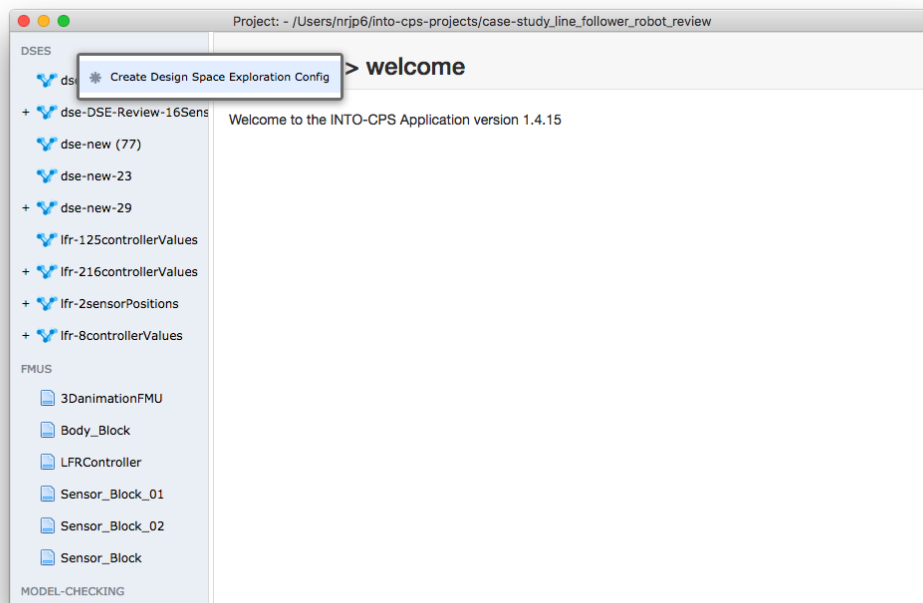 Project: - /Users/nrjp6/into-cps-projects/case-study_line_follower_robot_review
DSES
dse
Create Design Space Exploration Config
> welcome
+ dse-DSE-Review-16Sens
Welcome to the INTO-CPS Application version 1.4.15
dse-new (77)
dse-new-23
+ dse-new-29
lfr-125controllerValues
+ lfr-216controllerValues
+ lfr-2sensorPositions
+ lfr-8controllerValues
FMUS
3DanimationFMU
Body_Block
LFRController
Sensor_Block_01
Sensor_Block_02
Sensor_Block
MODEL-CHECKING